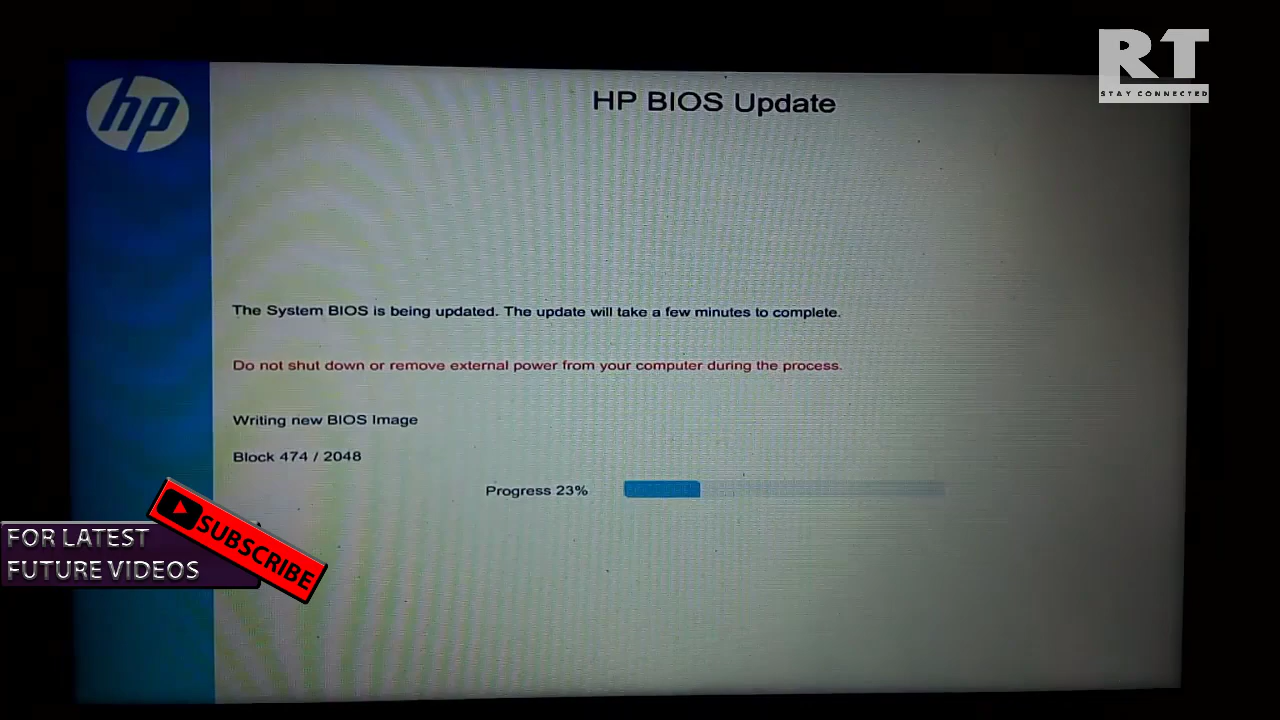 hp
HP BIOS Update
RT
STAY CONNECTED
The System BIOS is being updated. The update will take a few minutes to complete.
Do not shut down or remove external power from your computer during the process.
Writing new BIOS Image
Block 474 / 2048
Progress 23%
SUBSCRIBE
FOR LATEST
FUTURE VIDEOS